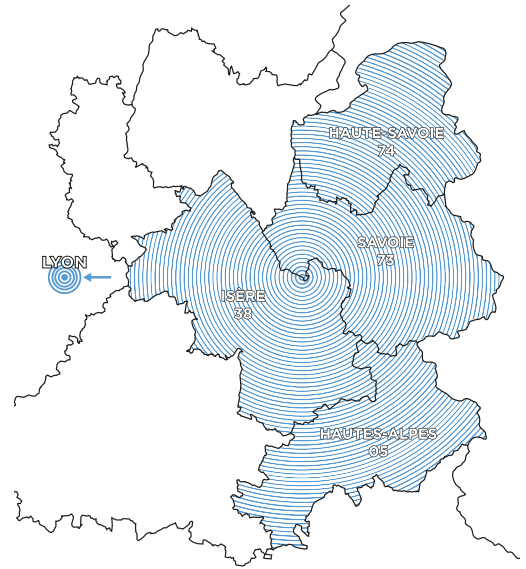 HAUTE-SAVOIE
74
SAVOIE
73
LYON
ISÈRE
38
HAUTES-ALPES
05